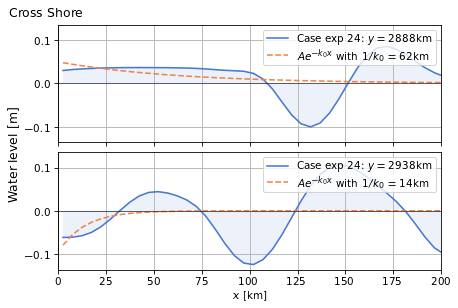 Cross Shore
0.1
0.0
−0.1
Case exp 24: y = 2888km
Ae^{−k₀x} with 1/k₀ = 62km
Water level [m]
0.1
0.0
−0.1
Case exp 24: y = 2938km
Ae^{−k₀x} with 1/k₀ = 14km
0 25 50 75 100 125 150 175 200
x [km]